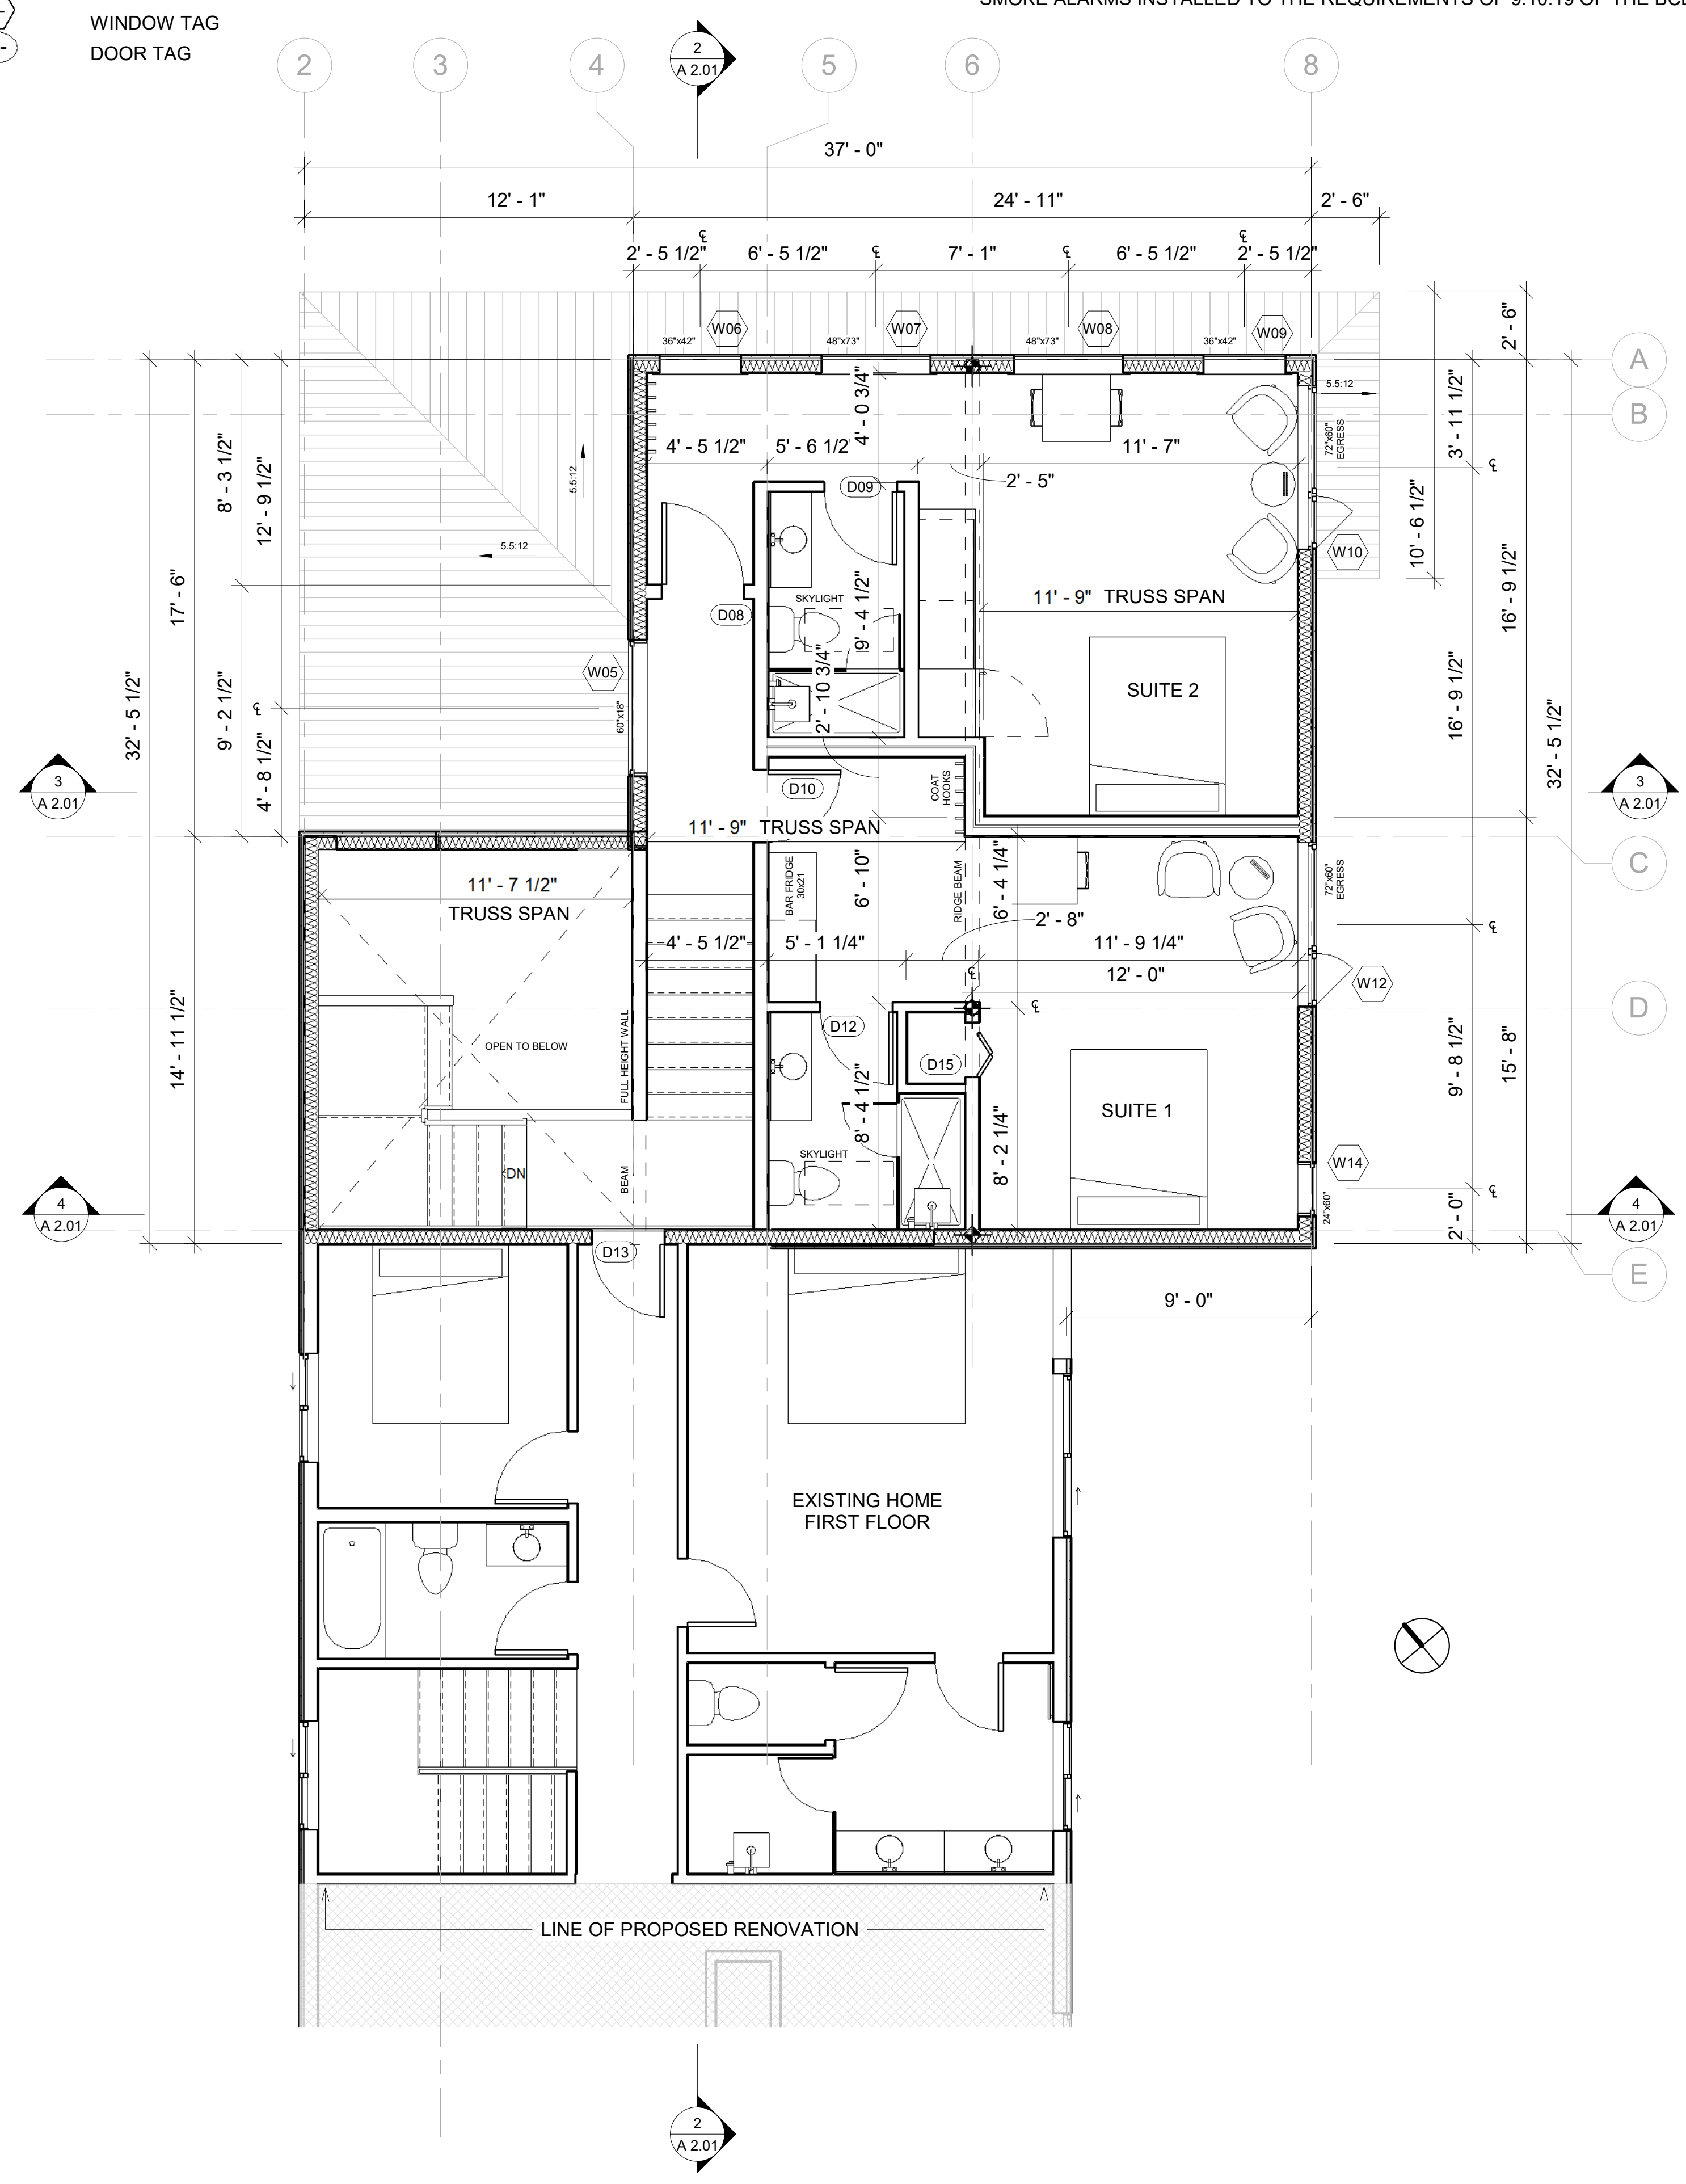 SMOKE ALARMS INSTALLED TO THE REQUIREMENTS OF 9.10.19 OF THE
WINDOW TAG
DOOR TAG
2
3
4
2
A 2.01
5
6
8
37' - 0"
12' - 1"
24' - 11"
2' - 6"
2' - 5 1/2"
6' - 5 1/2"
7' - 1"
6' - 5 1/2"
2' - 5 1/2"
W06
W07
W08
W09
36"x42"
48"x73"
48"x73"
36"x42"
2' - 6"
A
B
5.5:12
72"x60"
EGRESS
3' - 11 1/2"
4' - 0 3/4"
4' - 5 1/2"
5' - 6 1/2'
11' - 7"
2' - 5"
D09
8' - 3 1/2"
12' - 9 1/2"
5.5:12
5.5:12
10' - 6 1/2"
W10
17' - 6"
SKYLIGHT
9' - 4 1/2"
11' - 9" TRUSS SPAN
D08
16' - 9 1/2"
W05
60"x18"
2' - 10 3/4"
SUITE 2
32' - 5 1/2"
9' - 2 1/2"
4' - 8 1/2"
16' - 9 1/2"
32' - 5 1/2"
3
A 2.01
D10
COAT
HOOKS
3
A 2.01
11' - 9" TRUSS SPAN
C
11' - 7 1/2"
TRUSS SPAN
BAR FRIDGE
30x21
6' - 10"
RIDGE BEAM
6' - 4 1/4"
72"x60"
EGRESS
2' - 8"
4' - 5 1/2"
5' - 1 1/4"
11' - 9 1/4"
12' - 0"
W12
D
14' - 11 1/2"
OPEN TO BELOW
FULL HEIGHT WALL
D12
D15
8' - 4 1/2"
8' - 2 1/4"
SUITE 1
9' - 8 1/2"
15' - 8"
SKYLIGHT
DN
BEAM
W14
24"x60"
2' - 0"
4
A 2.01
4
A 2.01
D13
E
9' - 0"
EXISTING HOME
FIRST FLOOR
LINE OF PROPOSED RENOVATION
2
A 2.01